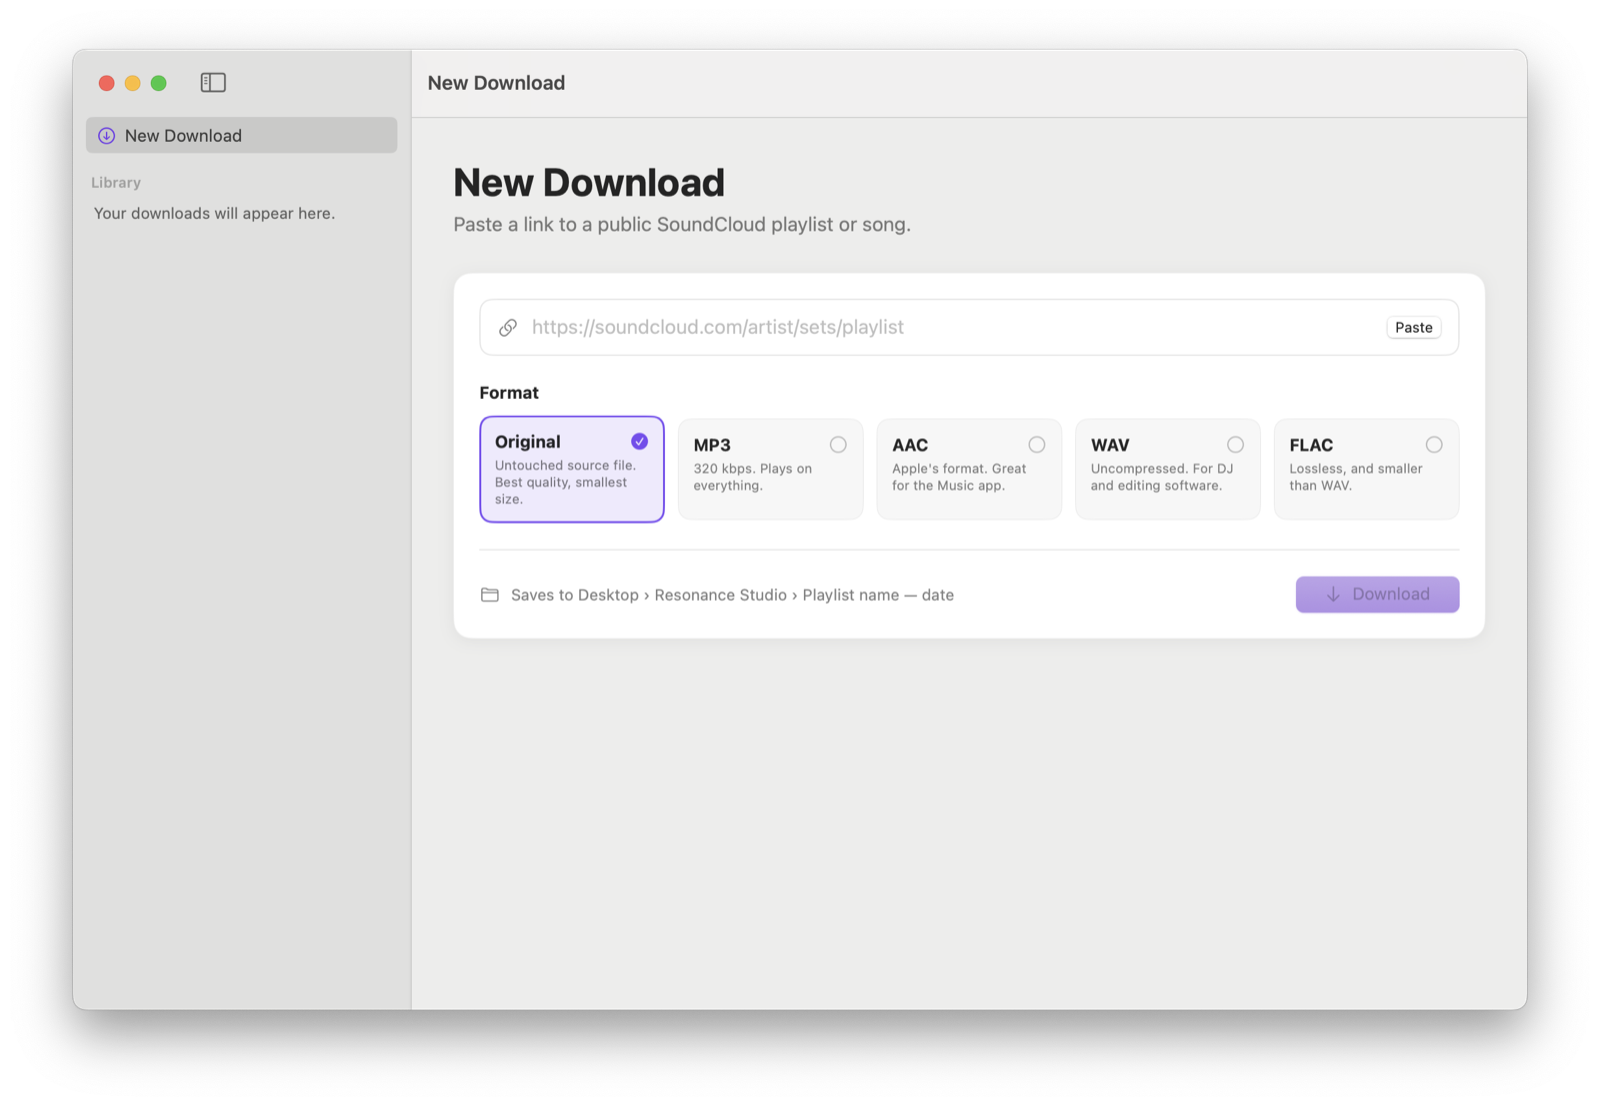 New Download
New Download
Library
Your downloads will appear here.
New Download
Paste a link to a public SoundCloud playlist or song.
https://soundcloud.com/artist/sets/playlist
Paste
Format
Original
Untouched source file.
Best quality, smallest
size.
MP3
320 kbps. Plays on
everything.
AAC
Apple's format. Great
for the Music app.
WAV
Uncompressed. For DJ
and editing software.
FLAC
Lossless, and smaller
than WAV.
Saves to Desktop › Resonance Studio › Playlist name — date
Download